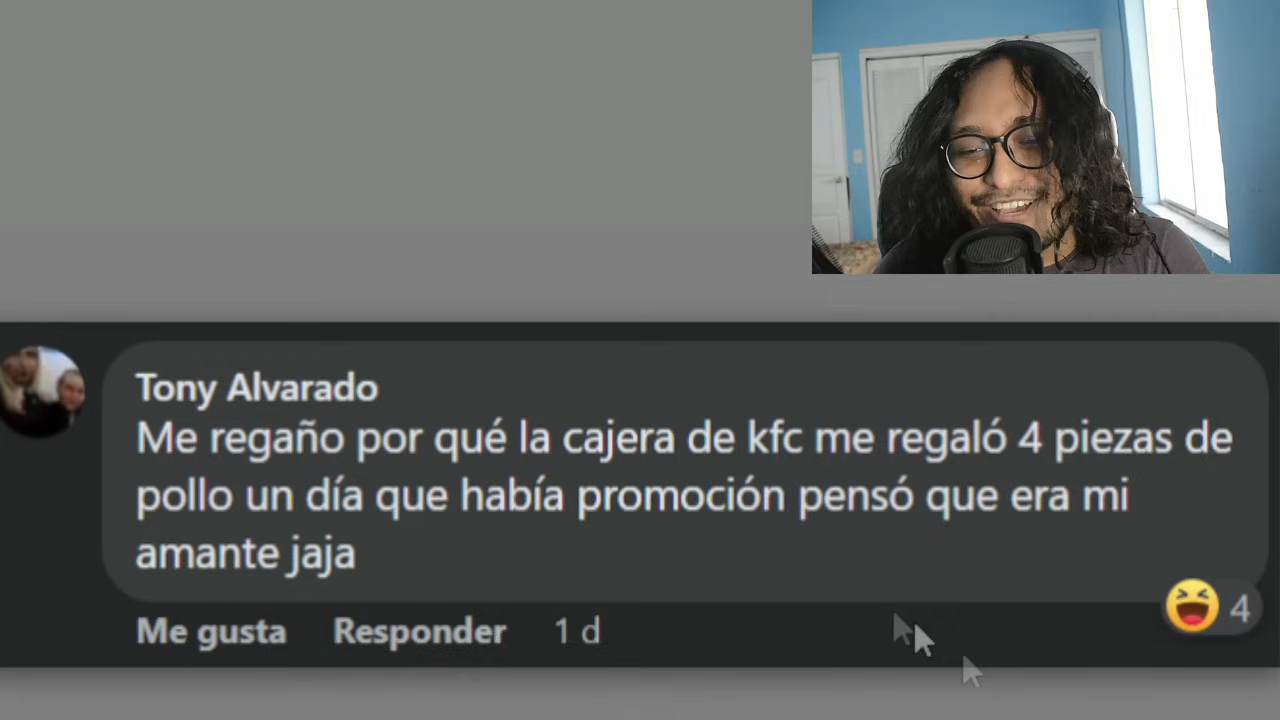 Tony Alvarado
Me regaño por qué la cajera de kfc me regaló 4 piezas de
pollo un día que había promoción pensó que era mi
amante jaja
Me gusta Responder 1 d
4